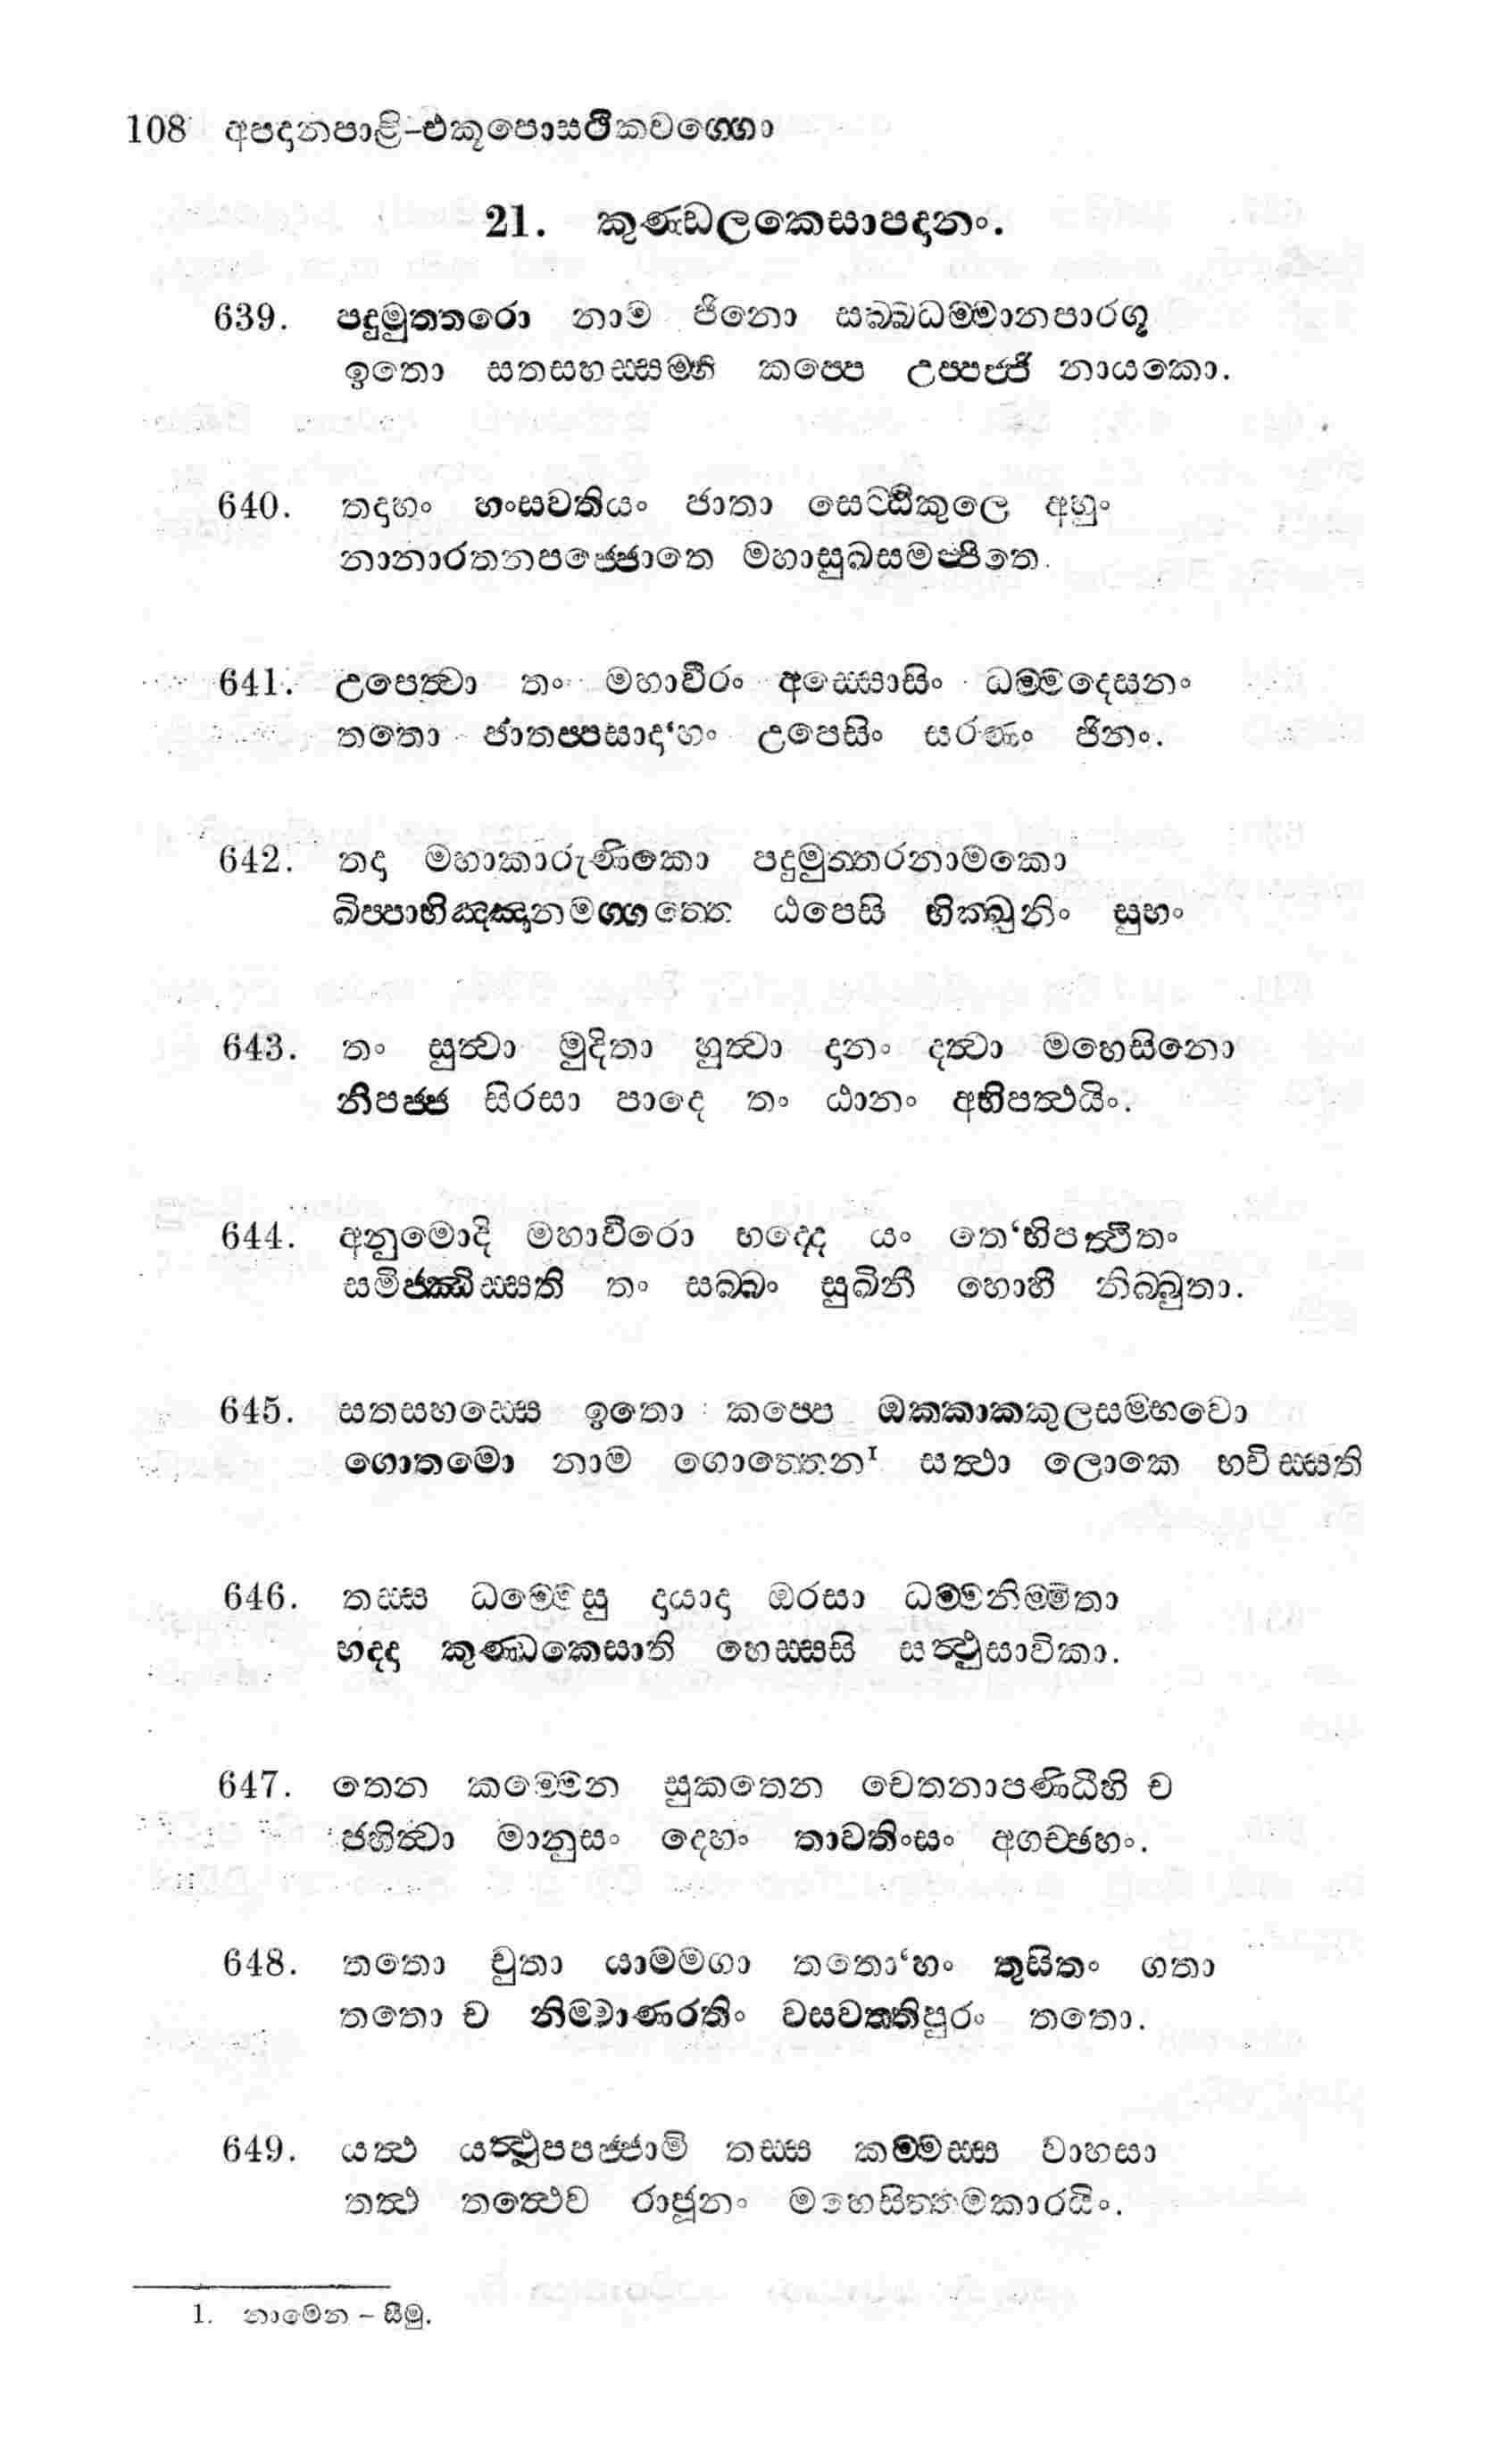 108 අපදානපාළි-එකූපොසථිකවග්ගො
21. කුණ්ඩලකෙසාපදානං.
639. පදුමුත්තරො නාම ජිනො සබ්බධම්මානපාරගූ
ඉතො සතසහස්සම්හි කප්පෙ උප්පජ්ජි නායකො.
640. තදාහං හංසවතියං ජාතා සෙට්ඨිකුලෙ අහුං
නානාරතනපජ්ජොතෙ මහාසුඛසමප්පිතෙ.
641. උපෙත්වා තං මහාවීරං අස්සොසිං ධම්මදෙසනං
තතො ජාතප්පසාදා‘හං උපෙසිං සරණං ජිනං.
642. තදා මහාකාරුණිකො පදුමුත්තරනාමකො
ඛිප්පාභිඤ්ඤානමග්ගත්තෙ ඨපෙසි භික්ඛුනිං සුභං
643. තං සුත්වා මුදිතා හුත්වා දානං දත්වා මහෙසිනො
නිපජ්ජ සිරසා පාදෙ තං ඨානං අභිපත්ථයිං.
644. අනුමොදි මහාවීරො භද්දෙ යං තෙ‘භිපත්ථිතං
සමිජ්ඣිස්සති තං සබ්බං සුඛිනී හොහි නිබ්බුතා.
645. සතසහස්සෙ ඉතො කප්පෙ ඔක්කාකකුලසම්භවො
ගොතමො නාම ගොත්තෙන¹ සත්ථා ලොකෙ භවිස්සති
646. තස්ස ධම්මෙසු දායාදා ඔරසා ධම්මනිම්මිතා
භද්දා කුණ්ඩකෙසාති හෙස්සසි සත්ථුසාවිකා.
647. තෙන කම්මෙන සුකතෙන චෙතනාපණිධීහි ච
ජහිත්වා මානුසං දෙහං තාවතිංසං අගච්ඡහං.
648. තතො චුතා යාමමගා තතො‘හං තුසිතං ගතා
තතො ච නිම්මාණරතිං වසවත්තිපුරං තතො.
649. යත්ථ යත්ථූපපජ්ජාමි තස්ස කම්මස්ස වාහසා
තත්ථ තත්ථෙව රාජූනං මහෙසිත්තමකාරයිං.
1. නාමෙන – සීමු.